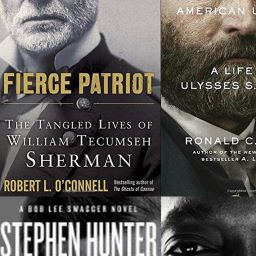 FIERCE PATRIOT
THE TANGLED LIVES OF
WILLIAM TECUMSEH
SHERMAN
ROBERT L. O'CONNELL
Bestselling author of
The Ghosts of Cannae
AMERICAN U
A LIFE
ULYSSES S.
RONALD C.
AUTHOR OF THE NEW
BESTSELLER A. L
A BOB LEE SWAGGER NOVEL
STEPHEN HUNTER